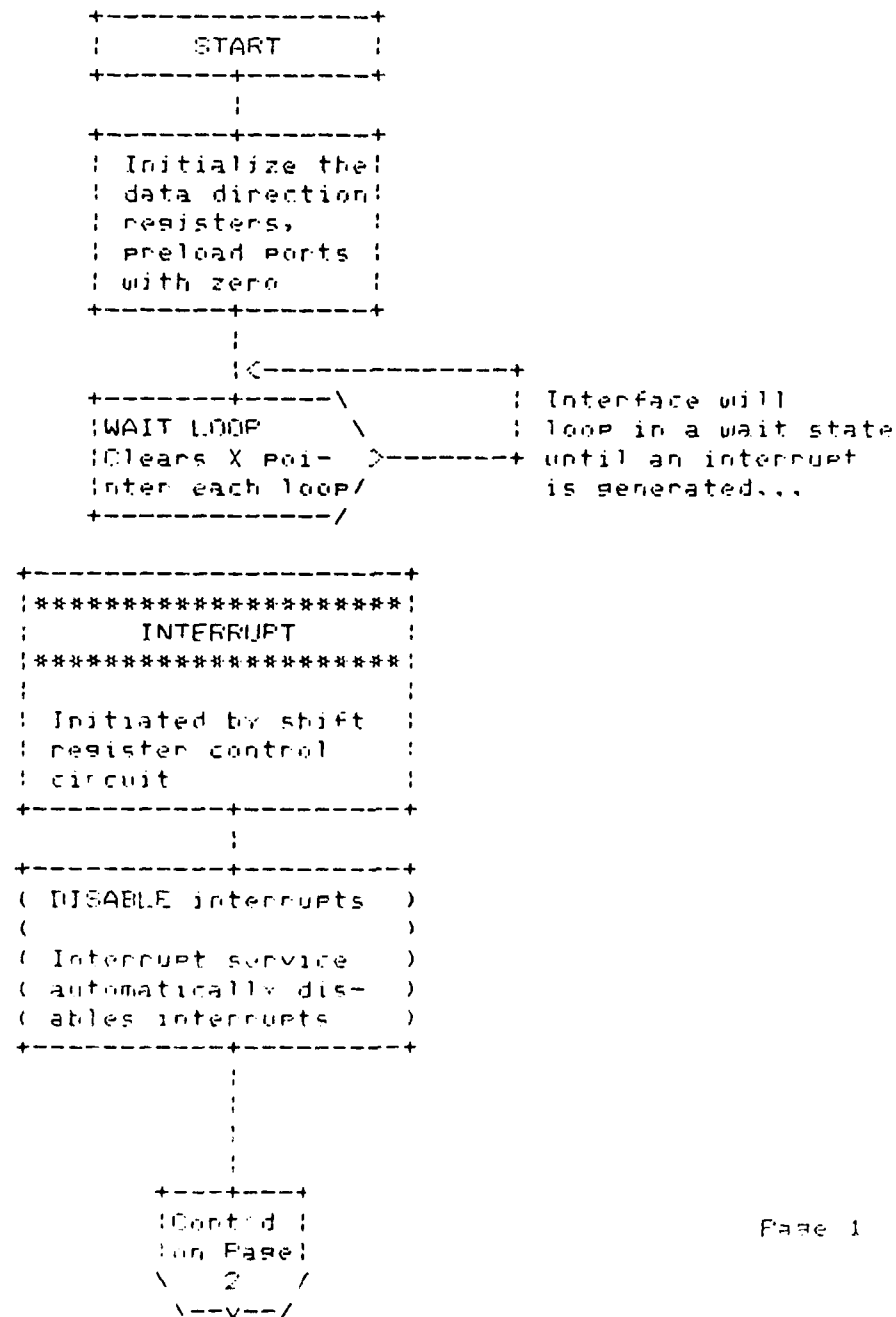 START
Initialize the
data direction
registers,
preload ports
with zero
WAIT LOOP
Clears X poi-
nter each loop
Interface will
loop in a wait state
until an interrupt
is generated...
*********************
INTERRUPT
*********************
Initiated by shift
register control
circuit
DISABLE interrupts
Interrupt service
automatically dis-
ables interrupts
Cont'd
on Page
2
Page 1